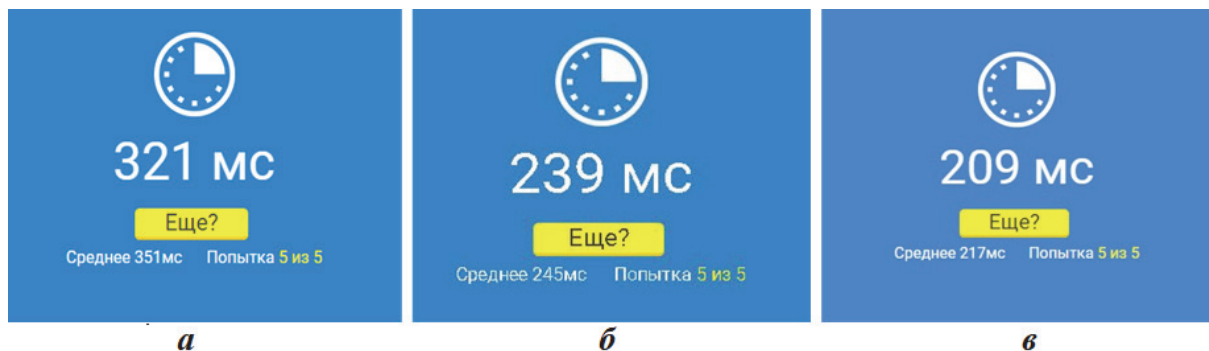 321 мс
Еще?
Среднее 351мс Попытка 5 из 5
а
239 мс
Еще?
Среднее 245мс Попытка 5 из 5
б
209 мс
Еще?
Среднее 217мс Попытка 5 из 5
в